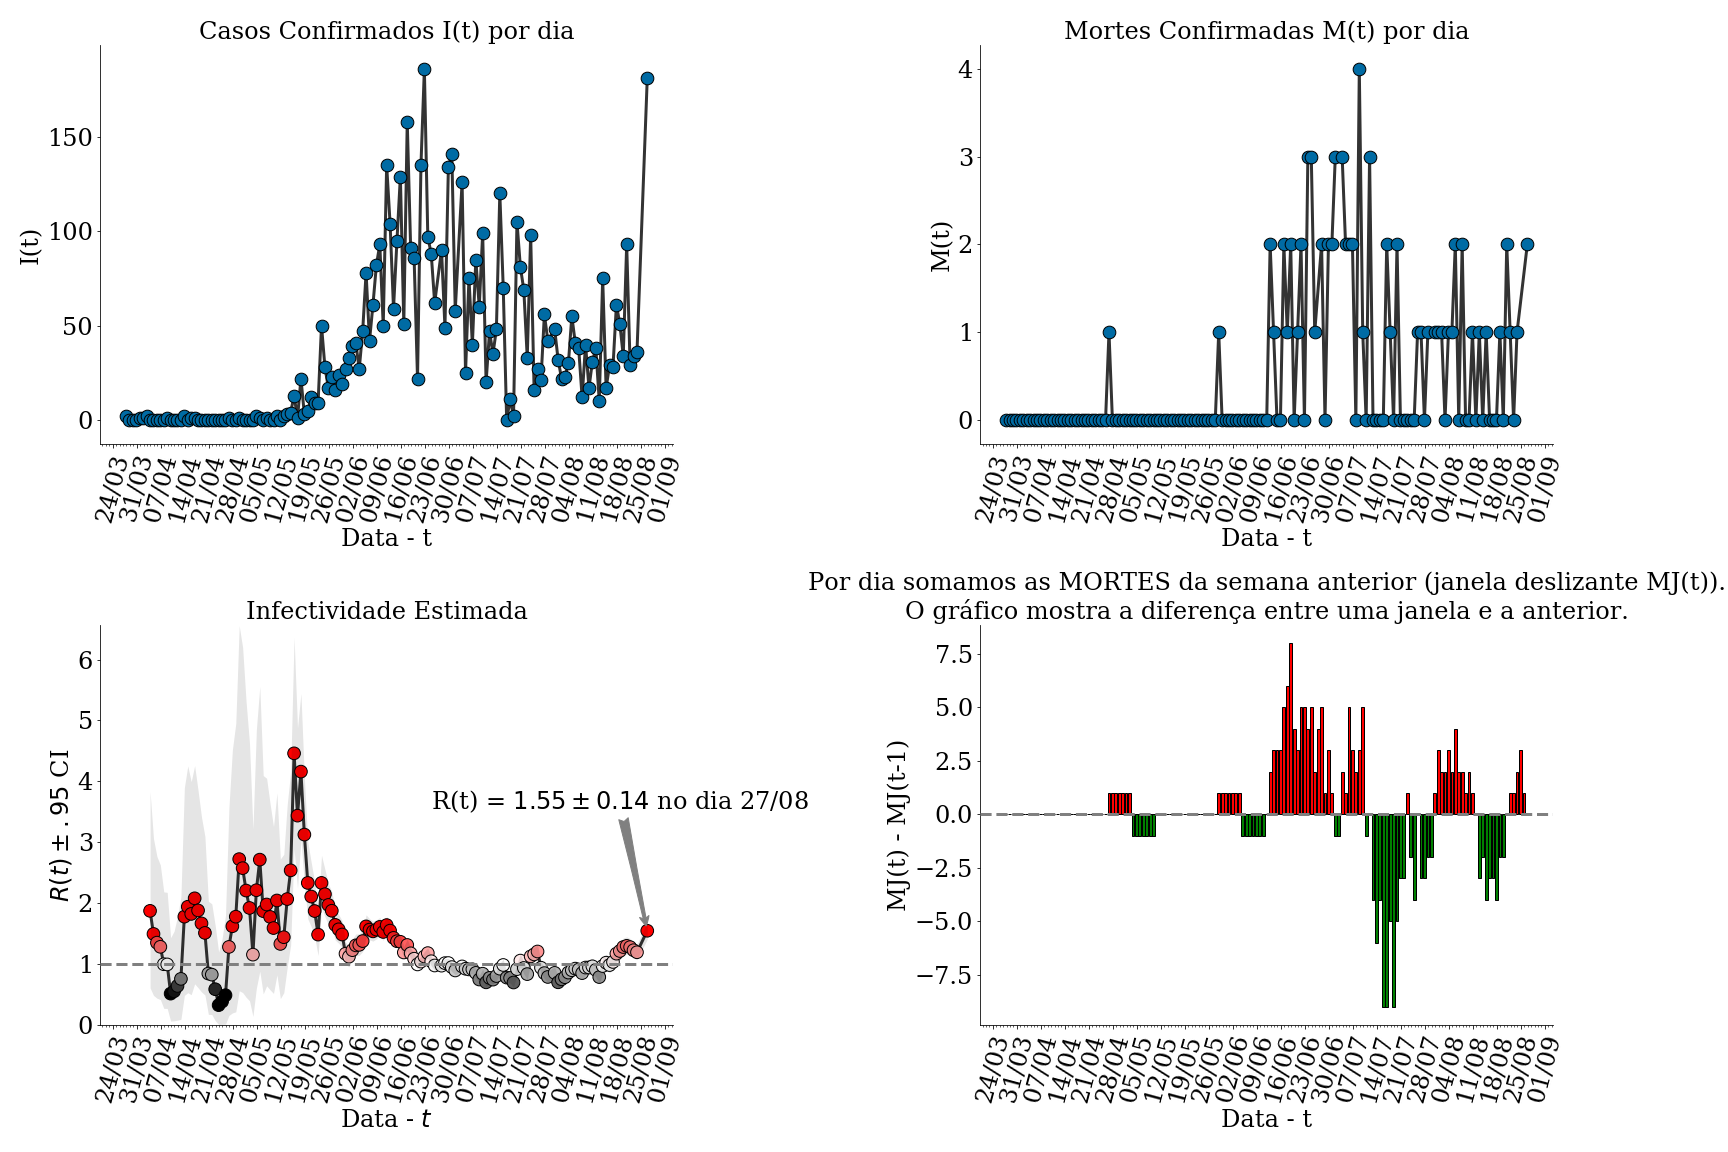 Casos Confirmados I(t) por dia
I(t)
150
100
50
0
24/03 31/03 07/04 14/04 21/04 28/04 05/05 12/05 19/05 26/05 02/06 09/06 16/06 23/06 30/06 07/07 14/07 21/07 28/07 04/08 11/08 18/08 25/08 01/09
Data - t
Mortes Confirmadas M(t) por dia
M(t)
4
3
2
1
0
24/03 31/03 07/04 14/04 21/04 28/04 05/05 12/05 19/05 26/05 02/06 09/06 16/06 23/06 30/06 07/07 14/07 21/07 28/07 04/08 11/08 18/08 25/08 01/09
Data - t
Infectividade Estimada
R(t) ± .95 CI
6
5
4
3
2
1
0
R(t) = 1.55 ± 0.14 no dia 27/08
24/03 31/03 07/04 14/04 21/04 28/04 05/05 12/05 19/05 26/05 02/06 09/06 16/06 23/06 30/06 07/07 14/07 21/07 28/07 04/08 11/08 18/08 25/08 01/09
Data - t
Por dia somamos as MORTES da semana anterior (janela deslizante MJ(t)).
O gráfico mostra a diferença entre uma janela e a anterior.
MJ(t) - MJ(t-1)
7.5
5.0
2.5
0.0
−2.5
−5.0
−7.5
24/03 31/03 07/04 14/04 21/04 28/04 05/05 12/05 19/05 26/05 02/06 09/06 16/06 23/06 30/06 07/07 14/07 21/07 28/07 04/08 11/08 18/08 25/08 01/09
Data - t